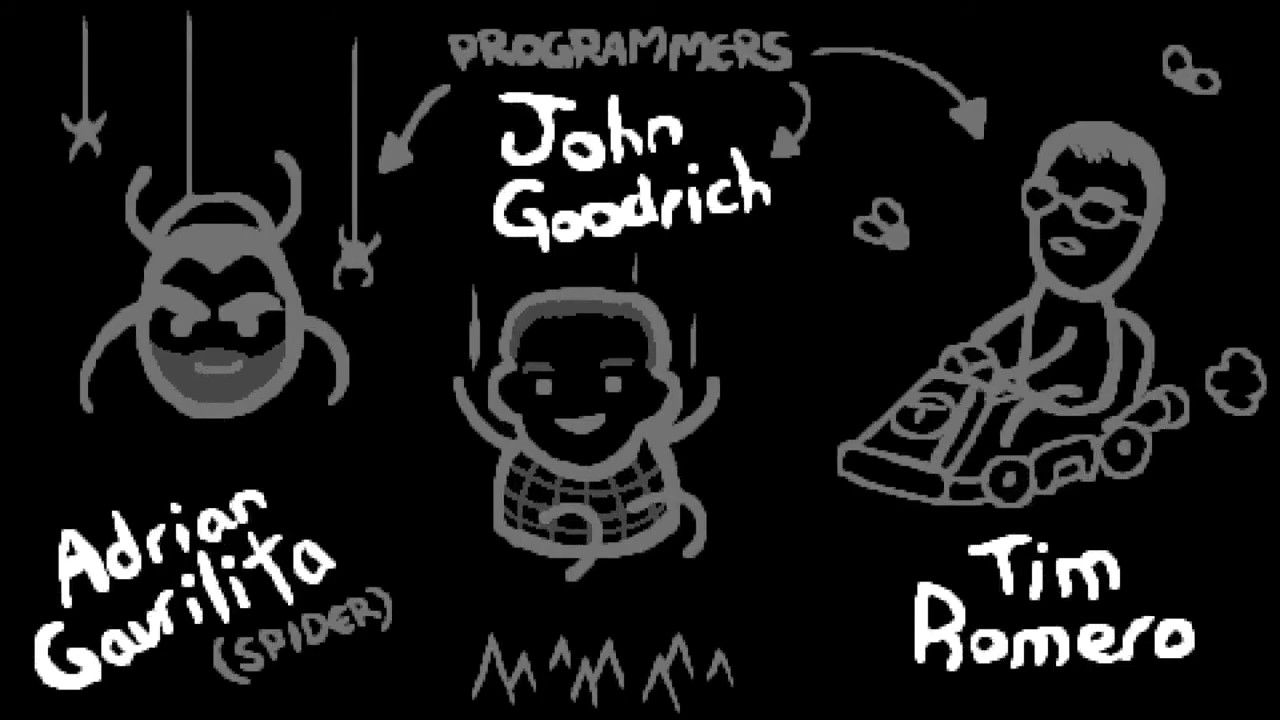 PROGRAMMERS
John
Goodrich
Adrian
Gavrilita
(SPIDER)
Tim
Romero